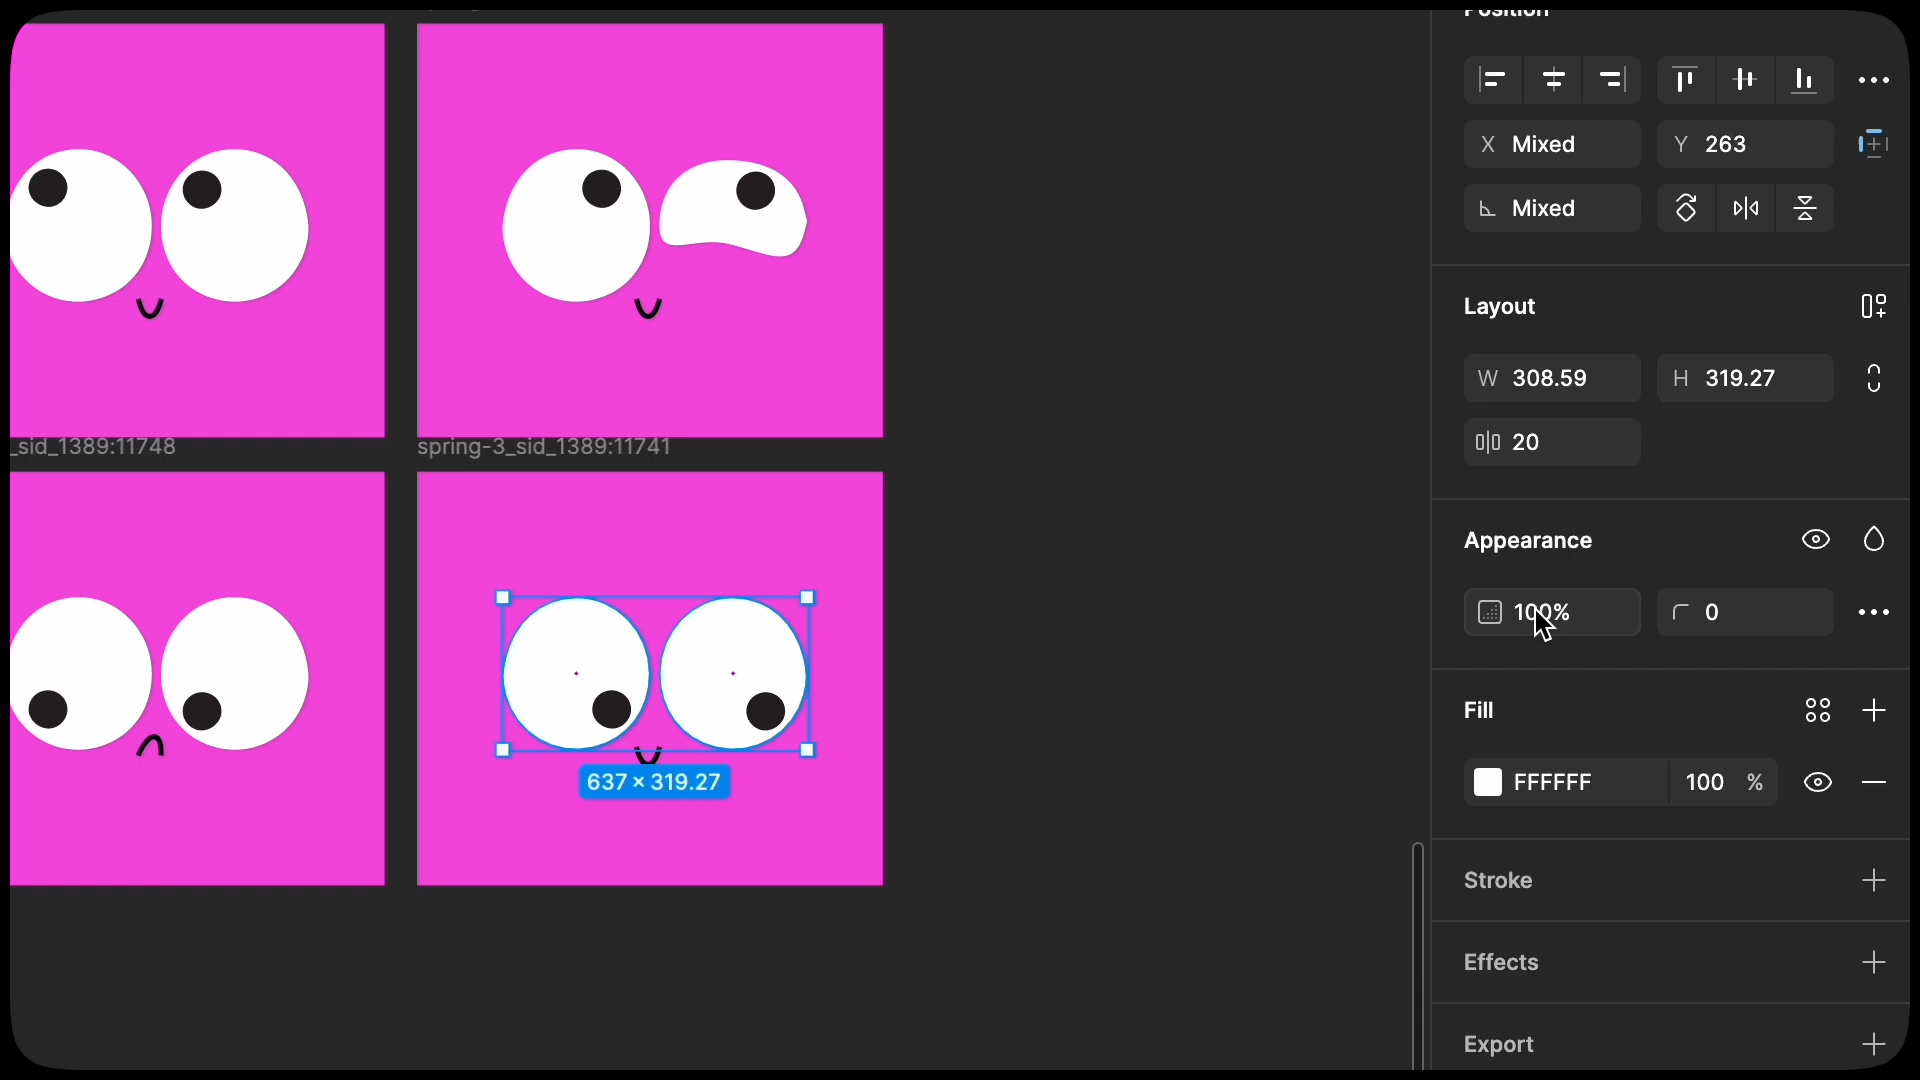 Position
X Mixed
Y 263
Mixed
Layout
W 308.59
H 319.27
20
_sid_1389:11748
spring-3_sid_1389:11741
Appearance
100%
0
Fill
FFFFFF
100 %
637 × 319.27
Stroke
Effects
Export